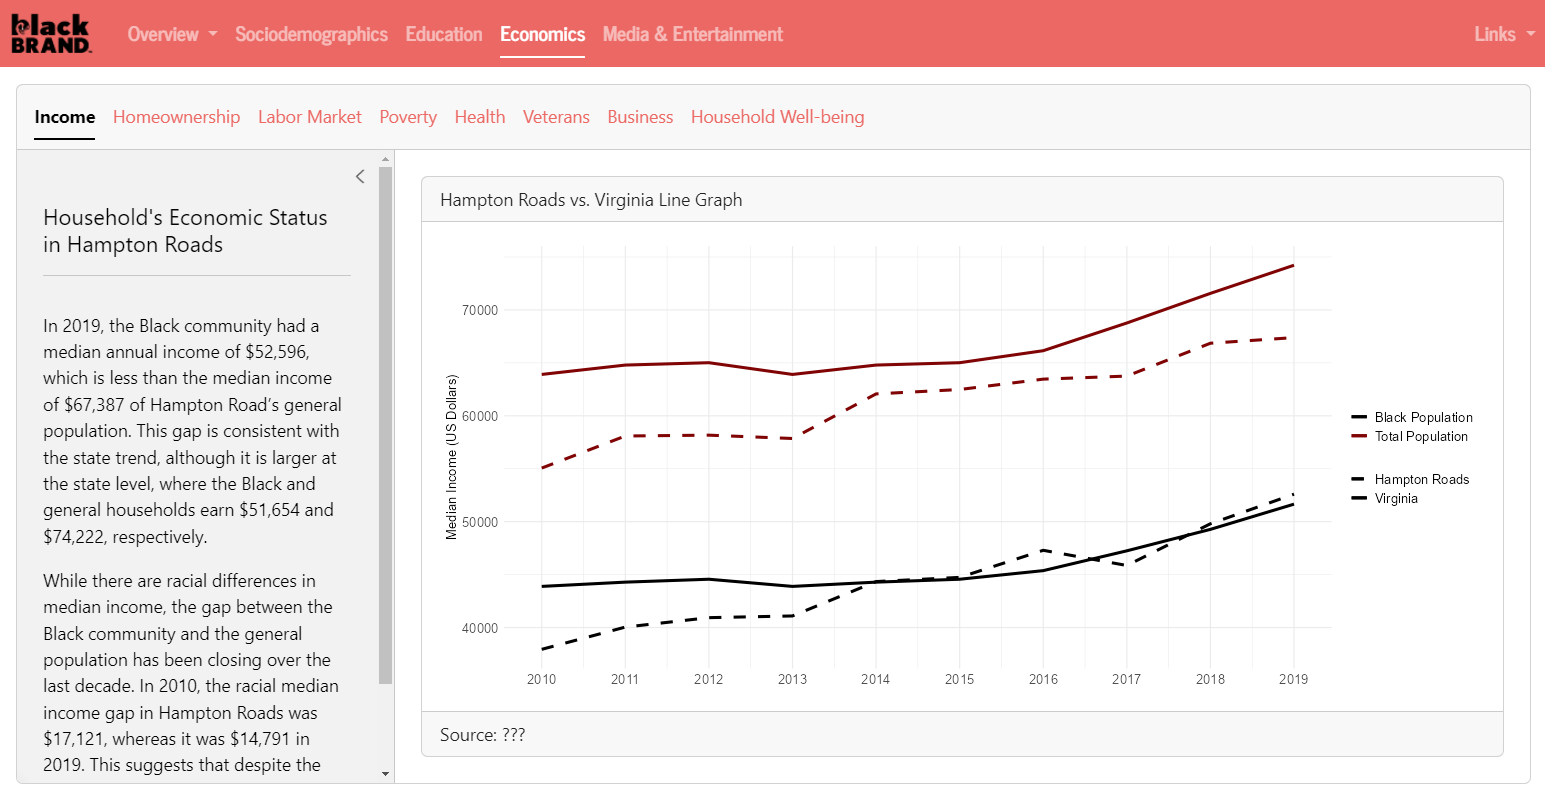 black
BRAND.
Overview
Sociodemographics
Education
Economics
Media & Entertainment
Links
Income
Homeownership
Labor Market
Poverty
Health
Veterans
Business
Household Well-being
Household's Economic Status
in Hampton Roads
In 2019, the Black community had a
median annual income of $52,596,
which is less than the median income
of $67,387 of Hampton Road’s general
population. This gap is consistent with
the state trend, although it is larger at
the state level, where the Black and
general households earn $51,654 and
$74,222, respectively.
While there are racial differences in
median income, the gap between the
Black community and the general
population has been closing over the
last decade. In 2010, the racial median
income gap in Hampton Roads was
$17,121, whereas it was $14,791 in
2019. This suggests that despite the
Hampton Roads vs. Virginia Line Graph
Median Income (US Dollars)
70000
60000
50000
40000
2010
2011
2012
2013
2014
2015
2016
2017
2018
2019
Black Population
Total Population
Hampton Roads
Virginia
Source: ???